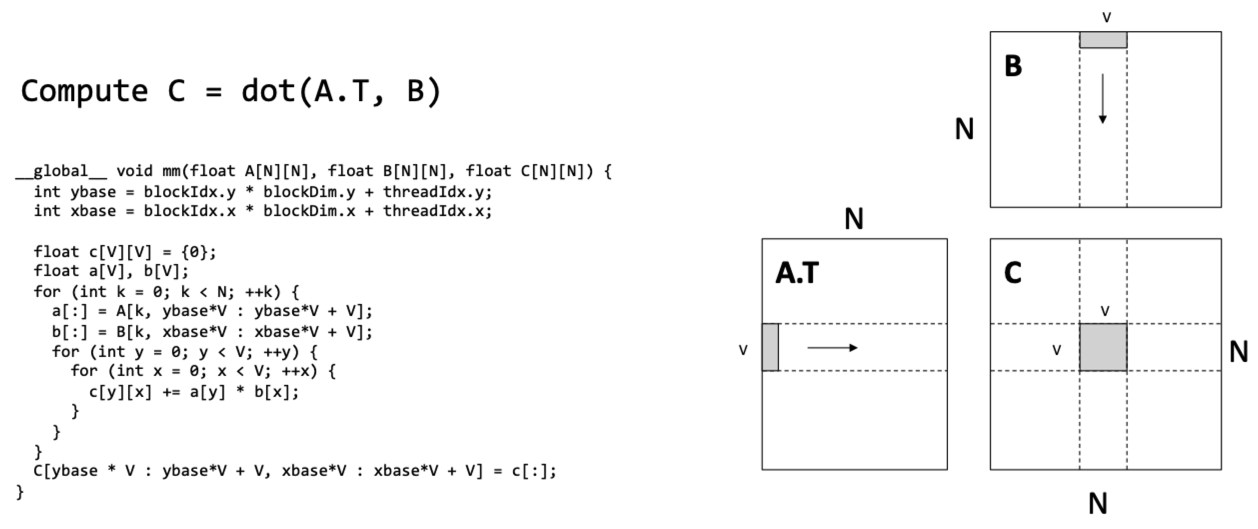 Compute C = dot(A.T, B)
__global__ void mm(float A[N][N], float B[N][N], float C[N][N]) {
  int ybase = blockIdx.y * blockDim.y + threadIdx.y;
  int xbase = blockIdx.x * blockDim.x + threadIdx.x;

  float c[V][V] = {0};
  float a[V], b[V];
  for (int k = 0; k < N; ++k) {
    a[:] = A[k, ybase*V : ybase*V + V];
    b[:] = B[k, xbase*V : xbase*V + V];
    for (int y = 0; y < V; ++y) {
      for (int x = 0; x < V; ++x) {
        c[y][x] += a[y] * b[x];
      }
    }
  }
  C[ybase * V : ybase*V + V, xbase*V : xbase*V + V] = c[:];
}
V
B
N
N
A.T
V
C
V
V
N
N